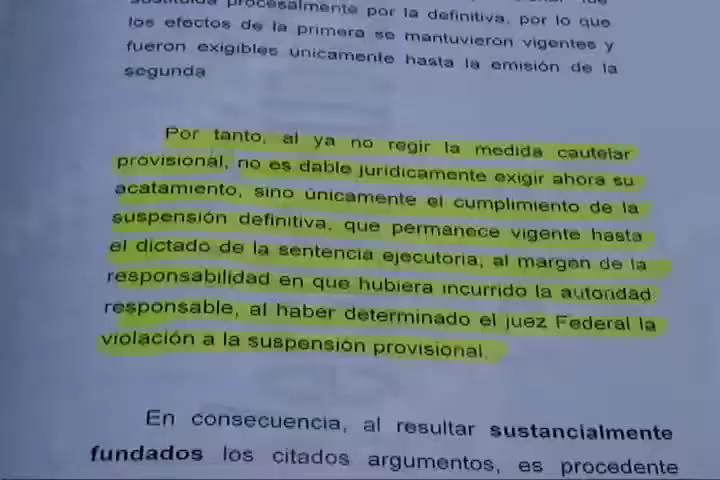 procesalmente por la definitiva, por lo que
los efectos de la primera se mantuvieron vigentes y
fueron exigibles únicamente hasta la emisión de la
segunda.
Por tanto, al ya no regir la medida cautelar
provisional, no es dable jurídicamente exigir ahora su
acatamiento, sino únicamente el cumplimiento de la
suspensión definitiva, que permanece vigente hasta
el dictado de la sentencia ejecutoria, al margen de la
responsabilidad en que hubiera incurrido la autoridad
responsable, al haber determinado el juez Federal la
violación a la suspensión provisional.
En consecuencia, al resultar sustancialmente
fundados los citados argumentos, es procedente